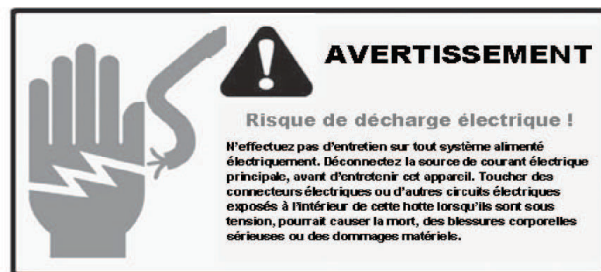 AVERTISSEMENT
Risque de décharge électrique !
N'effectuez pas d'entretien sur tout système alimenté
électriquement. Déconnectez la source de courant électrique
principale, avant d'entretenir cet appareil. Toucher des
connecteurs électriques ou d'autres circuits électriques
exposés à l'intérieur de cette hotte lorsqu'ils sont sous
tension, pourrait causer la mort, des blessures corporelles
sérieuses ou des dommages matériels.